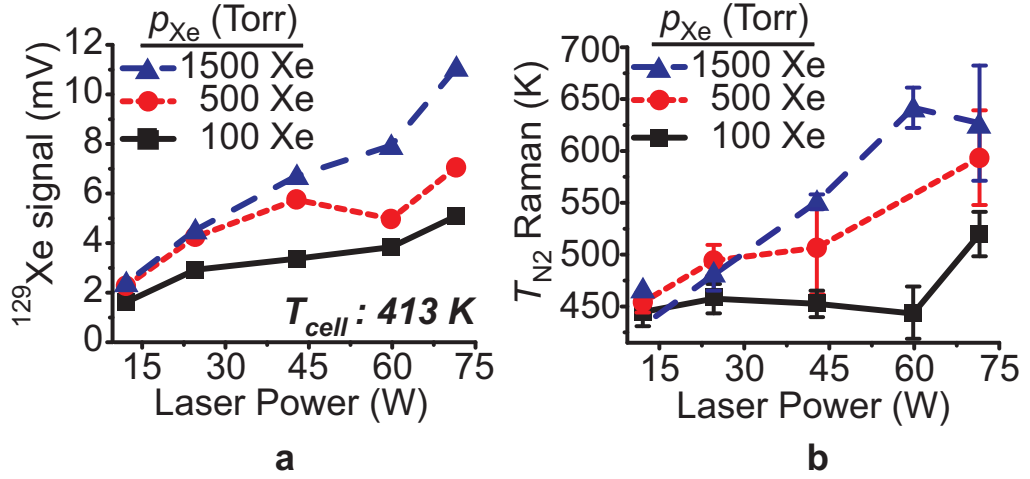 p_Xe (Torr)
1500 Xe
500 Xe
100 Xe
12
10
8
6
4
2
0
129Xe signal (mV)
T_cell : 413 K
15 30 45 60 75
Laser Power (W)
a
p_Xe (Torr)
1500 Xe
500 Xe
100 Xe
700
650
600
550
500
450
T_N2 Raman (K)
15 30 45 60 75
Laser Power (W)
b